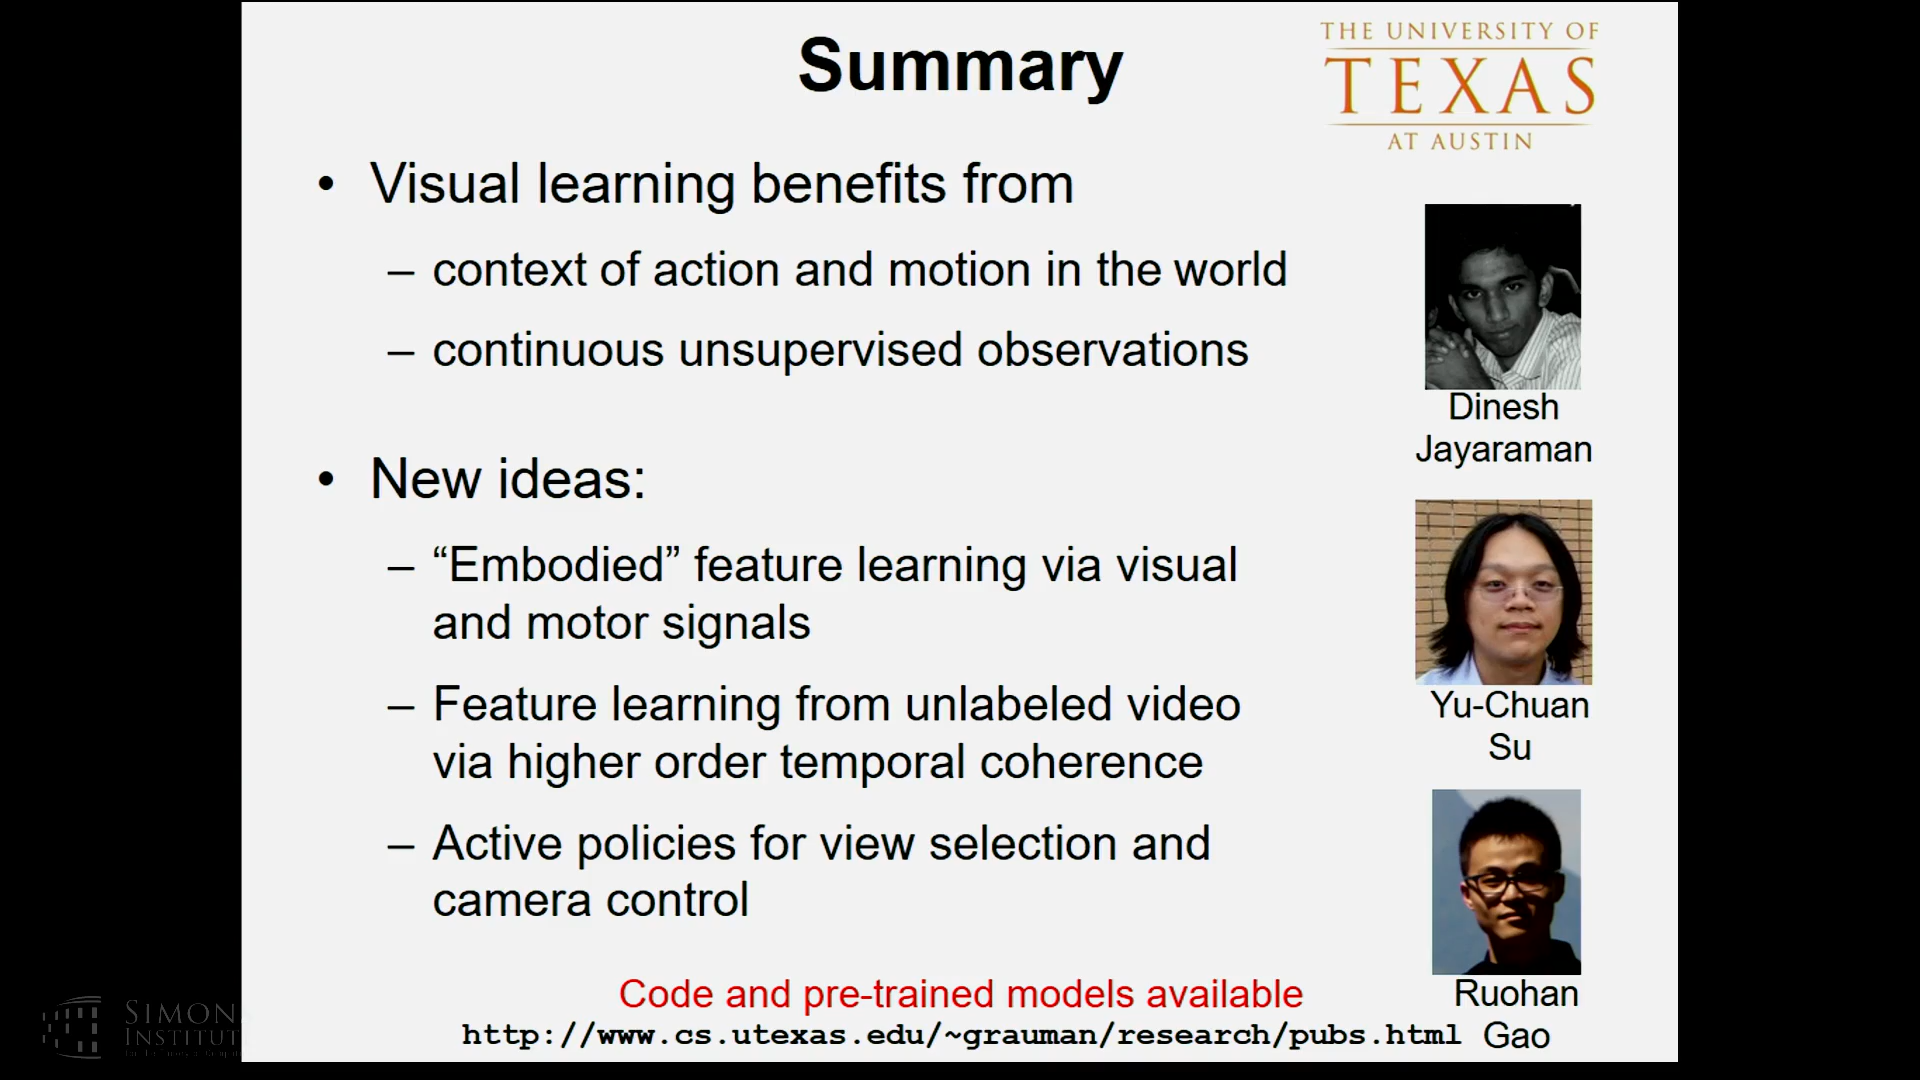 Summary
THE UNIVERSITY OF
TEXAS
AT AUSTIN
• Visual learning benefits from
– context of action and motion in the world
– continuous unsupervised observations
Dinesh
Jayaraman
• New ideas:
– “Embodied” feature learning via visual
and motor signals
– Feature learning from unlabeled video
via higher order temporal coherence
Yu-Chuan
Su
– Active policies for view selection and
camera control
Code and pre-trained models available
http://www.cs.utexas.edu/~grauman/research/pubs.html
Ruohan
Gao
SIMON
INSTITUT